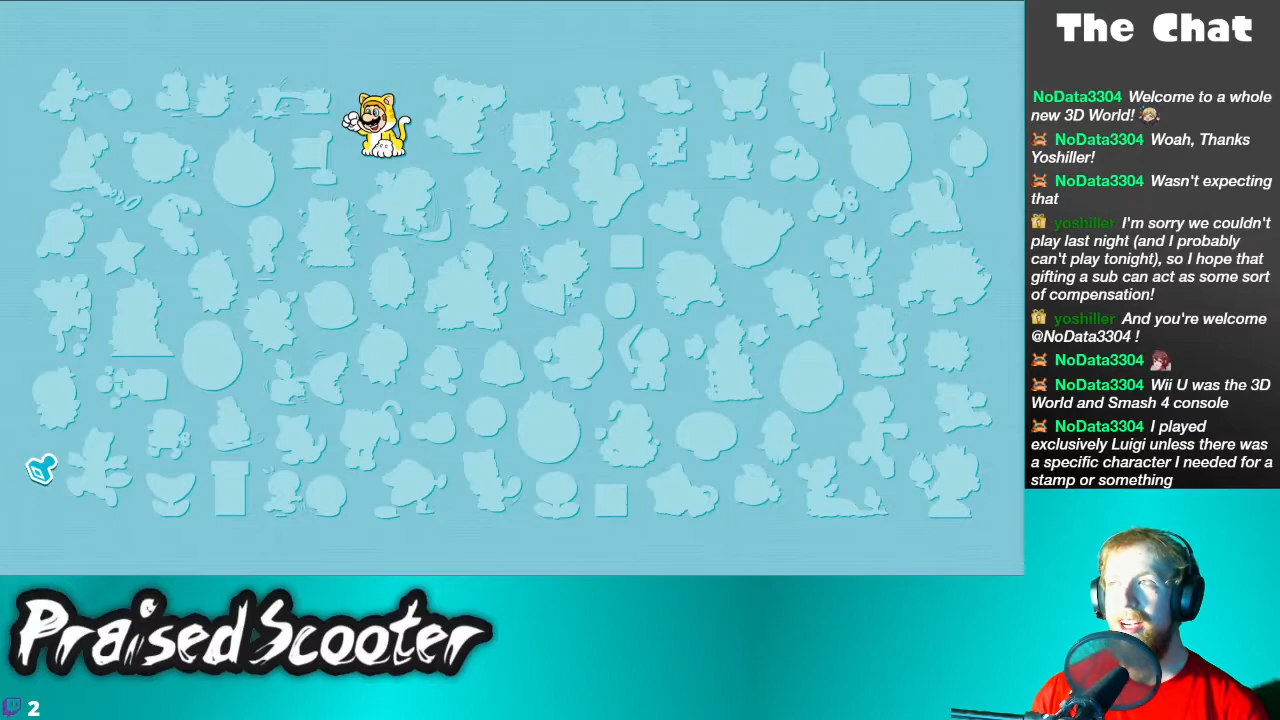 The Chat
NoData3304 Welcome to a whole
new 3D World!
NoData3304 Woah, Thanks
Yoshiller!
NoData3304 Wasn't expecting
that
yoshiller I'm sorry we couldn't
play last night (and I probably
can't play tonight), so I hope that
gifting a sub can act as some sort
of compensation!
yoshiller And you're welcome
@NoData3304 !
NoData3304
NoData3304 Wii U was the 3D
World and Smash 4 console
NoData3304 I played
exclusively Luigi unless there was
a specific character I needed for a
stamp or something
Praised Scooter
2